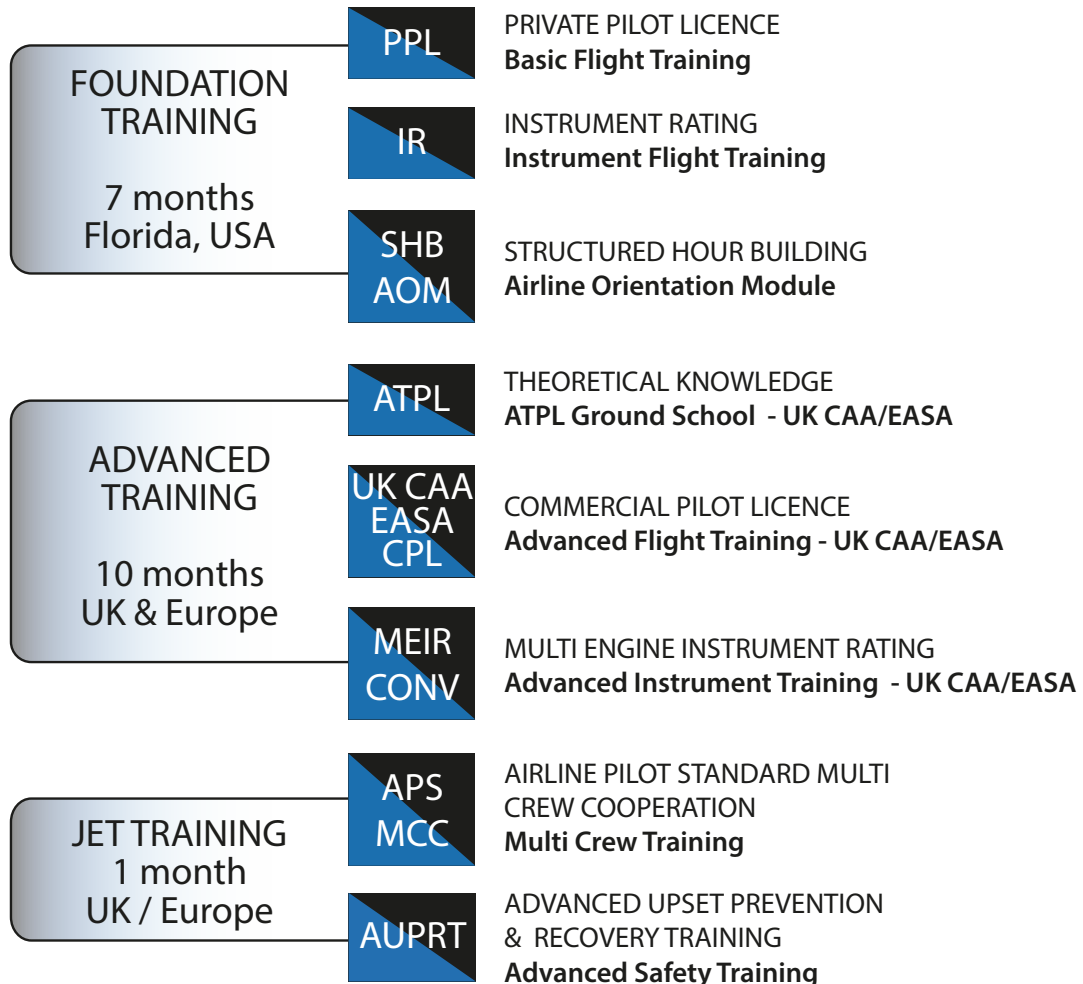 FOUNDATION
TRAINING
7 months
Florida, USA
PPL
PRIVATE PILOT LICENCE
Basic Flight Training
IR
INSTRUMENT RATING
Instrument Flight Training
SHB
AOM
STRUCTURED HOUR BUILDING
Airline Orientation Module
ADVANCED
TRAINING
10 months
UK & Europe
ATPL
THEORETICAL KNOWLEDGE
ATPL Ground School - UK CAA/EASA
UK CAA
EASA
CPL
COMMERCIAL PILOT LICENCE
Advanced Flight Training - UK CAA/EASA
MEIR
CONV
MULTI ENGINE INSTRUMENT RATING
Advanced Instrument Training - UK CAA/EASA
JET TRAINING
1 month
UK / Europe
APS
MCC
AIRLINE PILOT STANDARD MULTI
CREW COOPERATION
Multi Crew Training
AUPRT
ADVANCED UPSET PREVENTION
& RECOVERY TRAINING
Advanced Safety Training